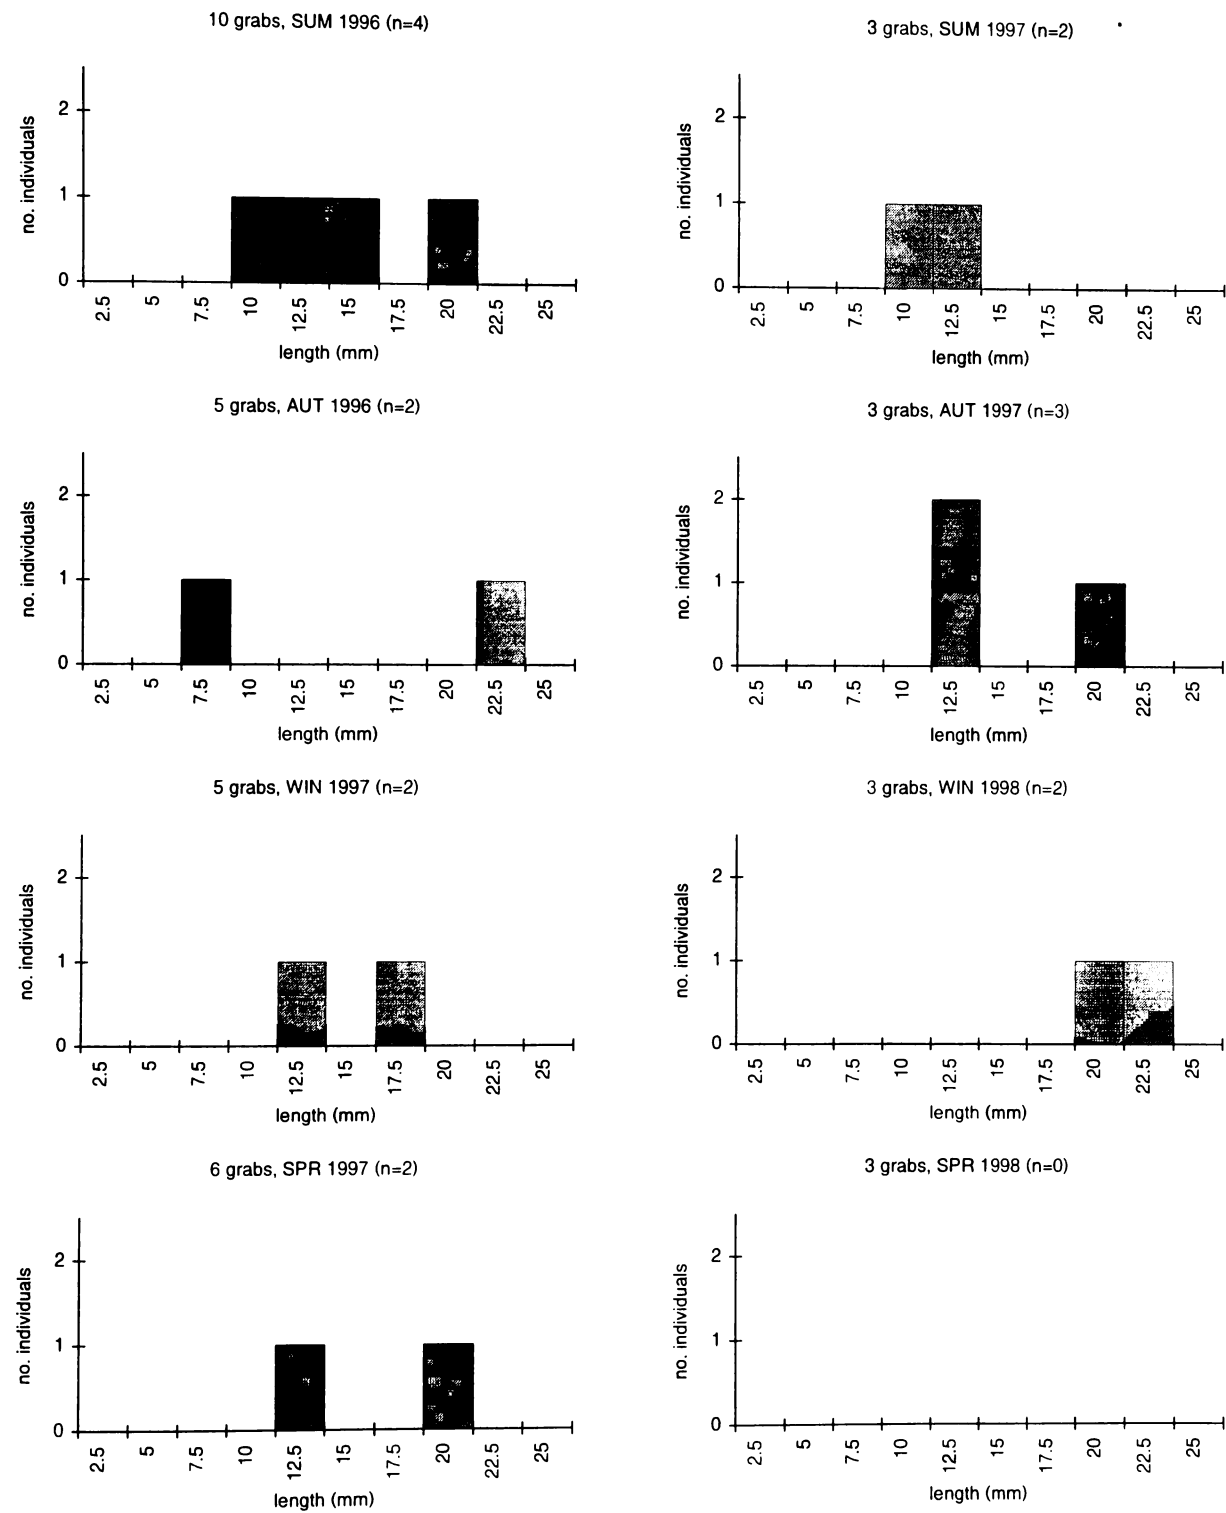 10 grabs, SUM 1996 (n=4)
no. individuals
2
1
0
2.5 5 7.5 10 12.5 15 17.5 20 22.5 25
length (mm)
3 grabs, SUM 1997 (n=2)
no. individuals
2
1
0
2.5 5 7.5 10 12.5 15 17.5 20 22.5 25
length (mm)
5 grabs, AUT 1996 (n=2)
no. individuals
2
1
0
2.5 5 7.5 10 12.5 15 17.5 20 22.5 25
length (mm)
3 grabs, AUT 1997 (n=3)
no. individuals
2
1
0
2.5 5 7.5 10 12.5 15 17.5 20 22.5 25
length (mm)
5 grabs, WIN 1997 (n=2)
no. individuals
2
1
0
2.5 5 7.5 10 12.5 15 17.5 20 22.5 25
length (mm)
3 grabs, WIN 1998 (n=2)
no. individuals
2
1
0
2.5 5 7.5 10 12.5 15 17.5 20 22.5 25
length (mm)
6 grabs, SPR 1997 (n=2)
no. individuals
2
1
0
2.5 5 7.5 10 12.5 15 17.5 20 22.5 25
length (mm)
3 grabs, SPR 1998 (n=0)
no. individuals
2
1
0
2.5 5 7.5 10 12.5 15 17.5 20 22.5 25
length (mm)